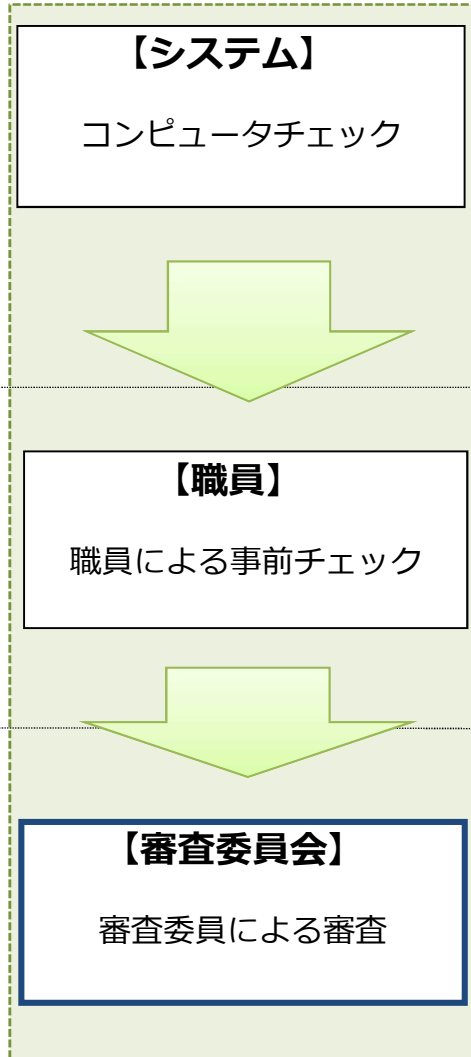 【システム】
コンピュータチェック
【職員】
職員による事前チェック
【審査委員会】
審査委員による審査